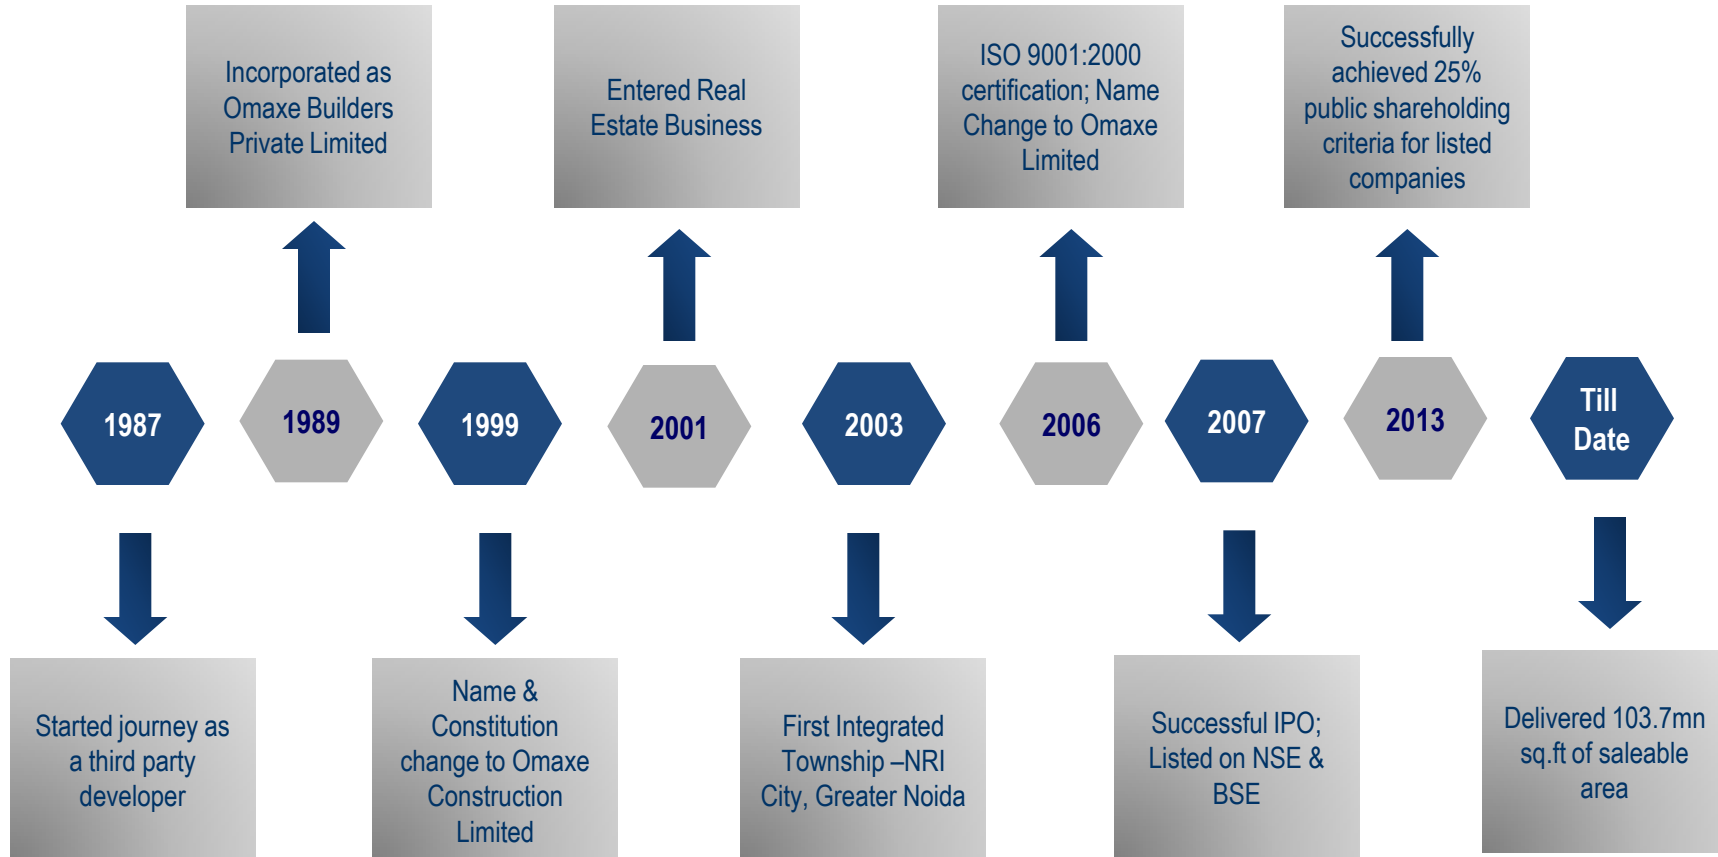 Incorporated as
Omaxe Builders
Private Limited
Entered Real
Estate Business
ISO 9001:2000
certification; Name
Change to Omaxe
Limited
Successfully
achieved 25%
public shareholding
criteria for listed
companies
1987
1989
1999
2001
2003
2006
2007
2013
Till
Date
Started journey as
a third party
developer
Name &
Constitution
change to Omaxe
Construction
Limited
First Integrated
Township –NRI
City, Greater Noida
Successful IPO;
Listed on NSE &
BSE
Delivered 103.7mn
sq.ft of saleable
area